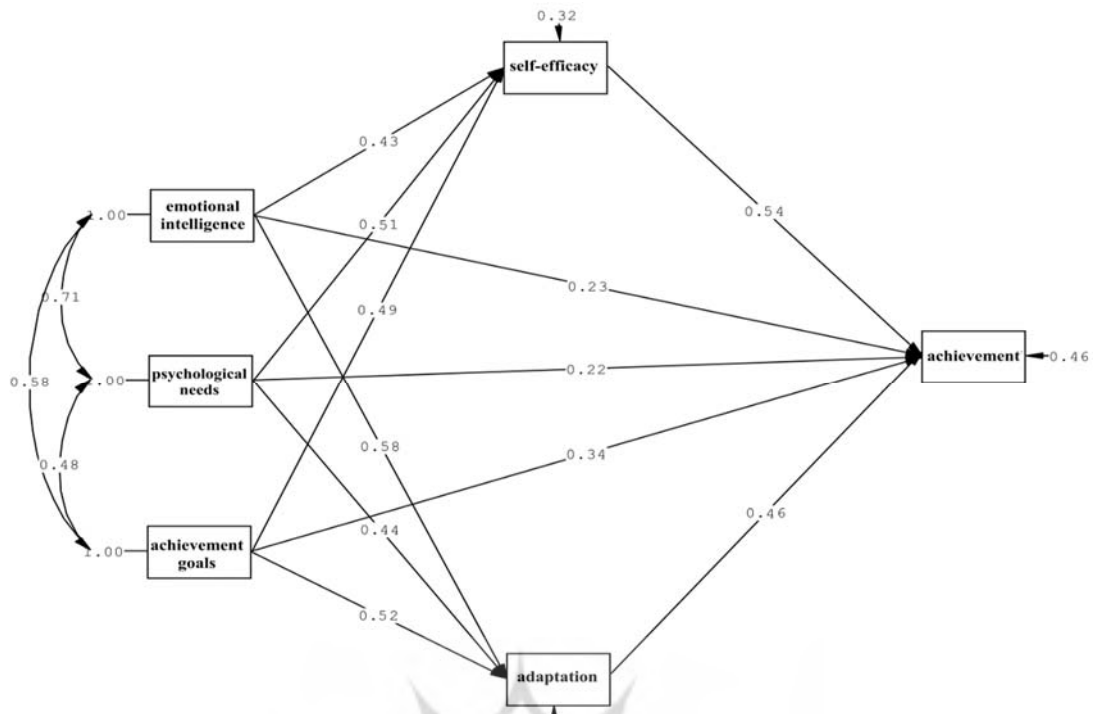 0.32
self-efficacy
0.43
1.00
emotional
intelligence
0.51
0.54
0.23
0.71
0.49
achievement
0.46
psychological
needs
1.00
0.22
0.58
0.58
0.34
0.48
0.44
0.46
achievement
goals
1.00
0.52
adaptation